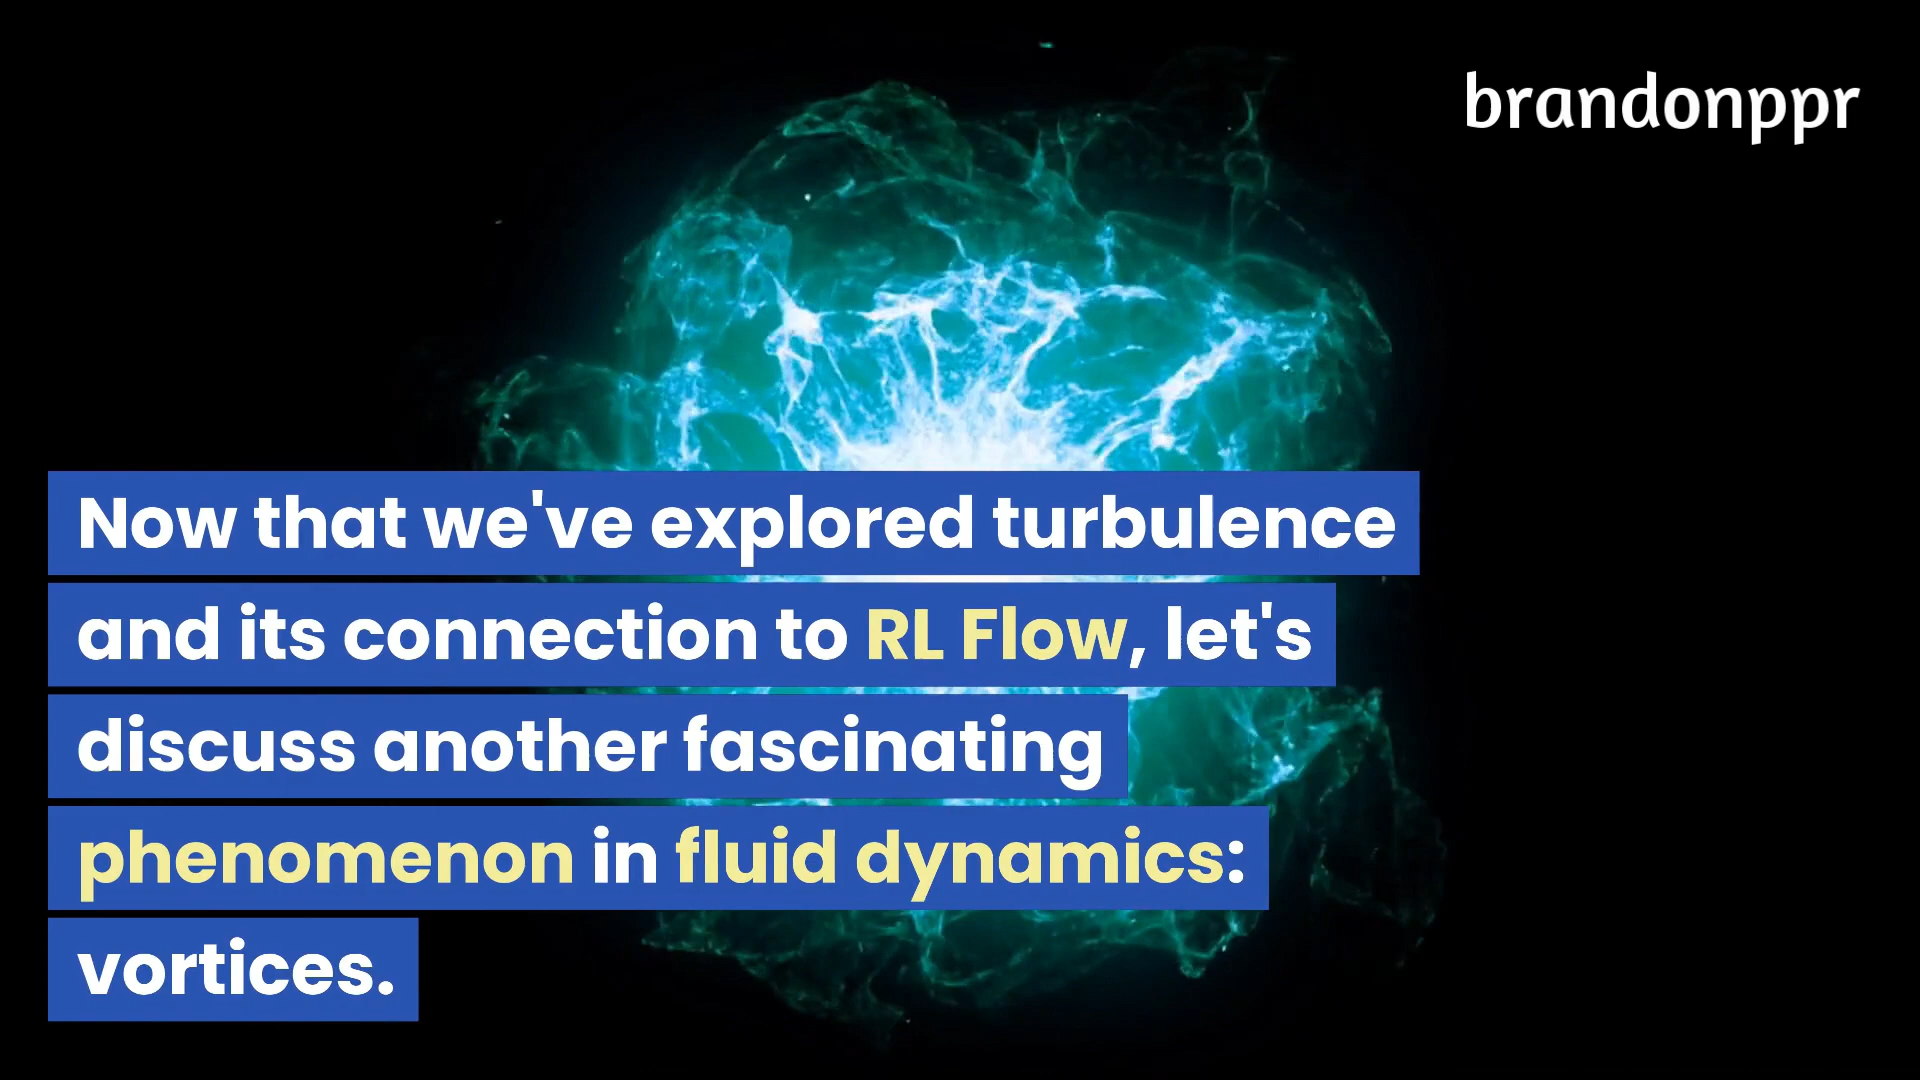 brandonppr
Now that we've explored turbulence
and its connection to RL Flow, let's
discuss another fascinating
phenomenon in fluid dynamics:
vortices.